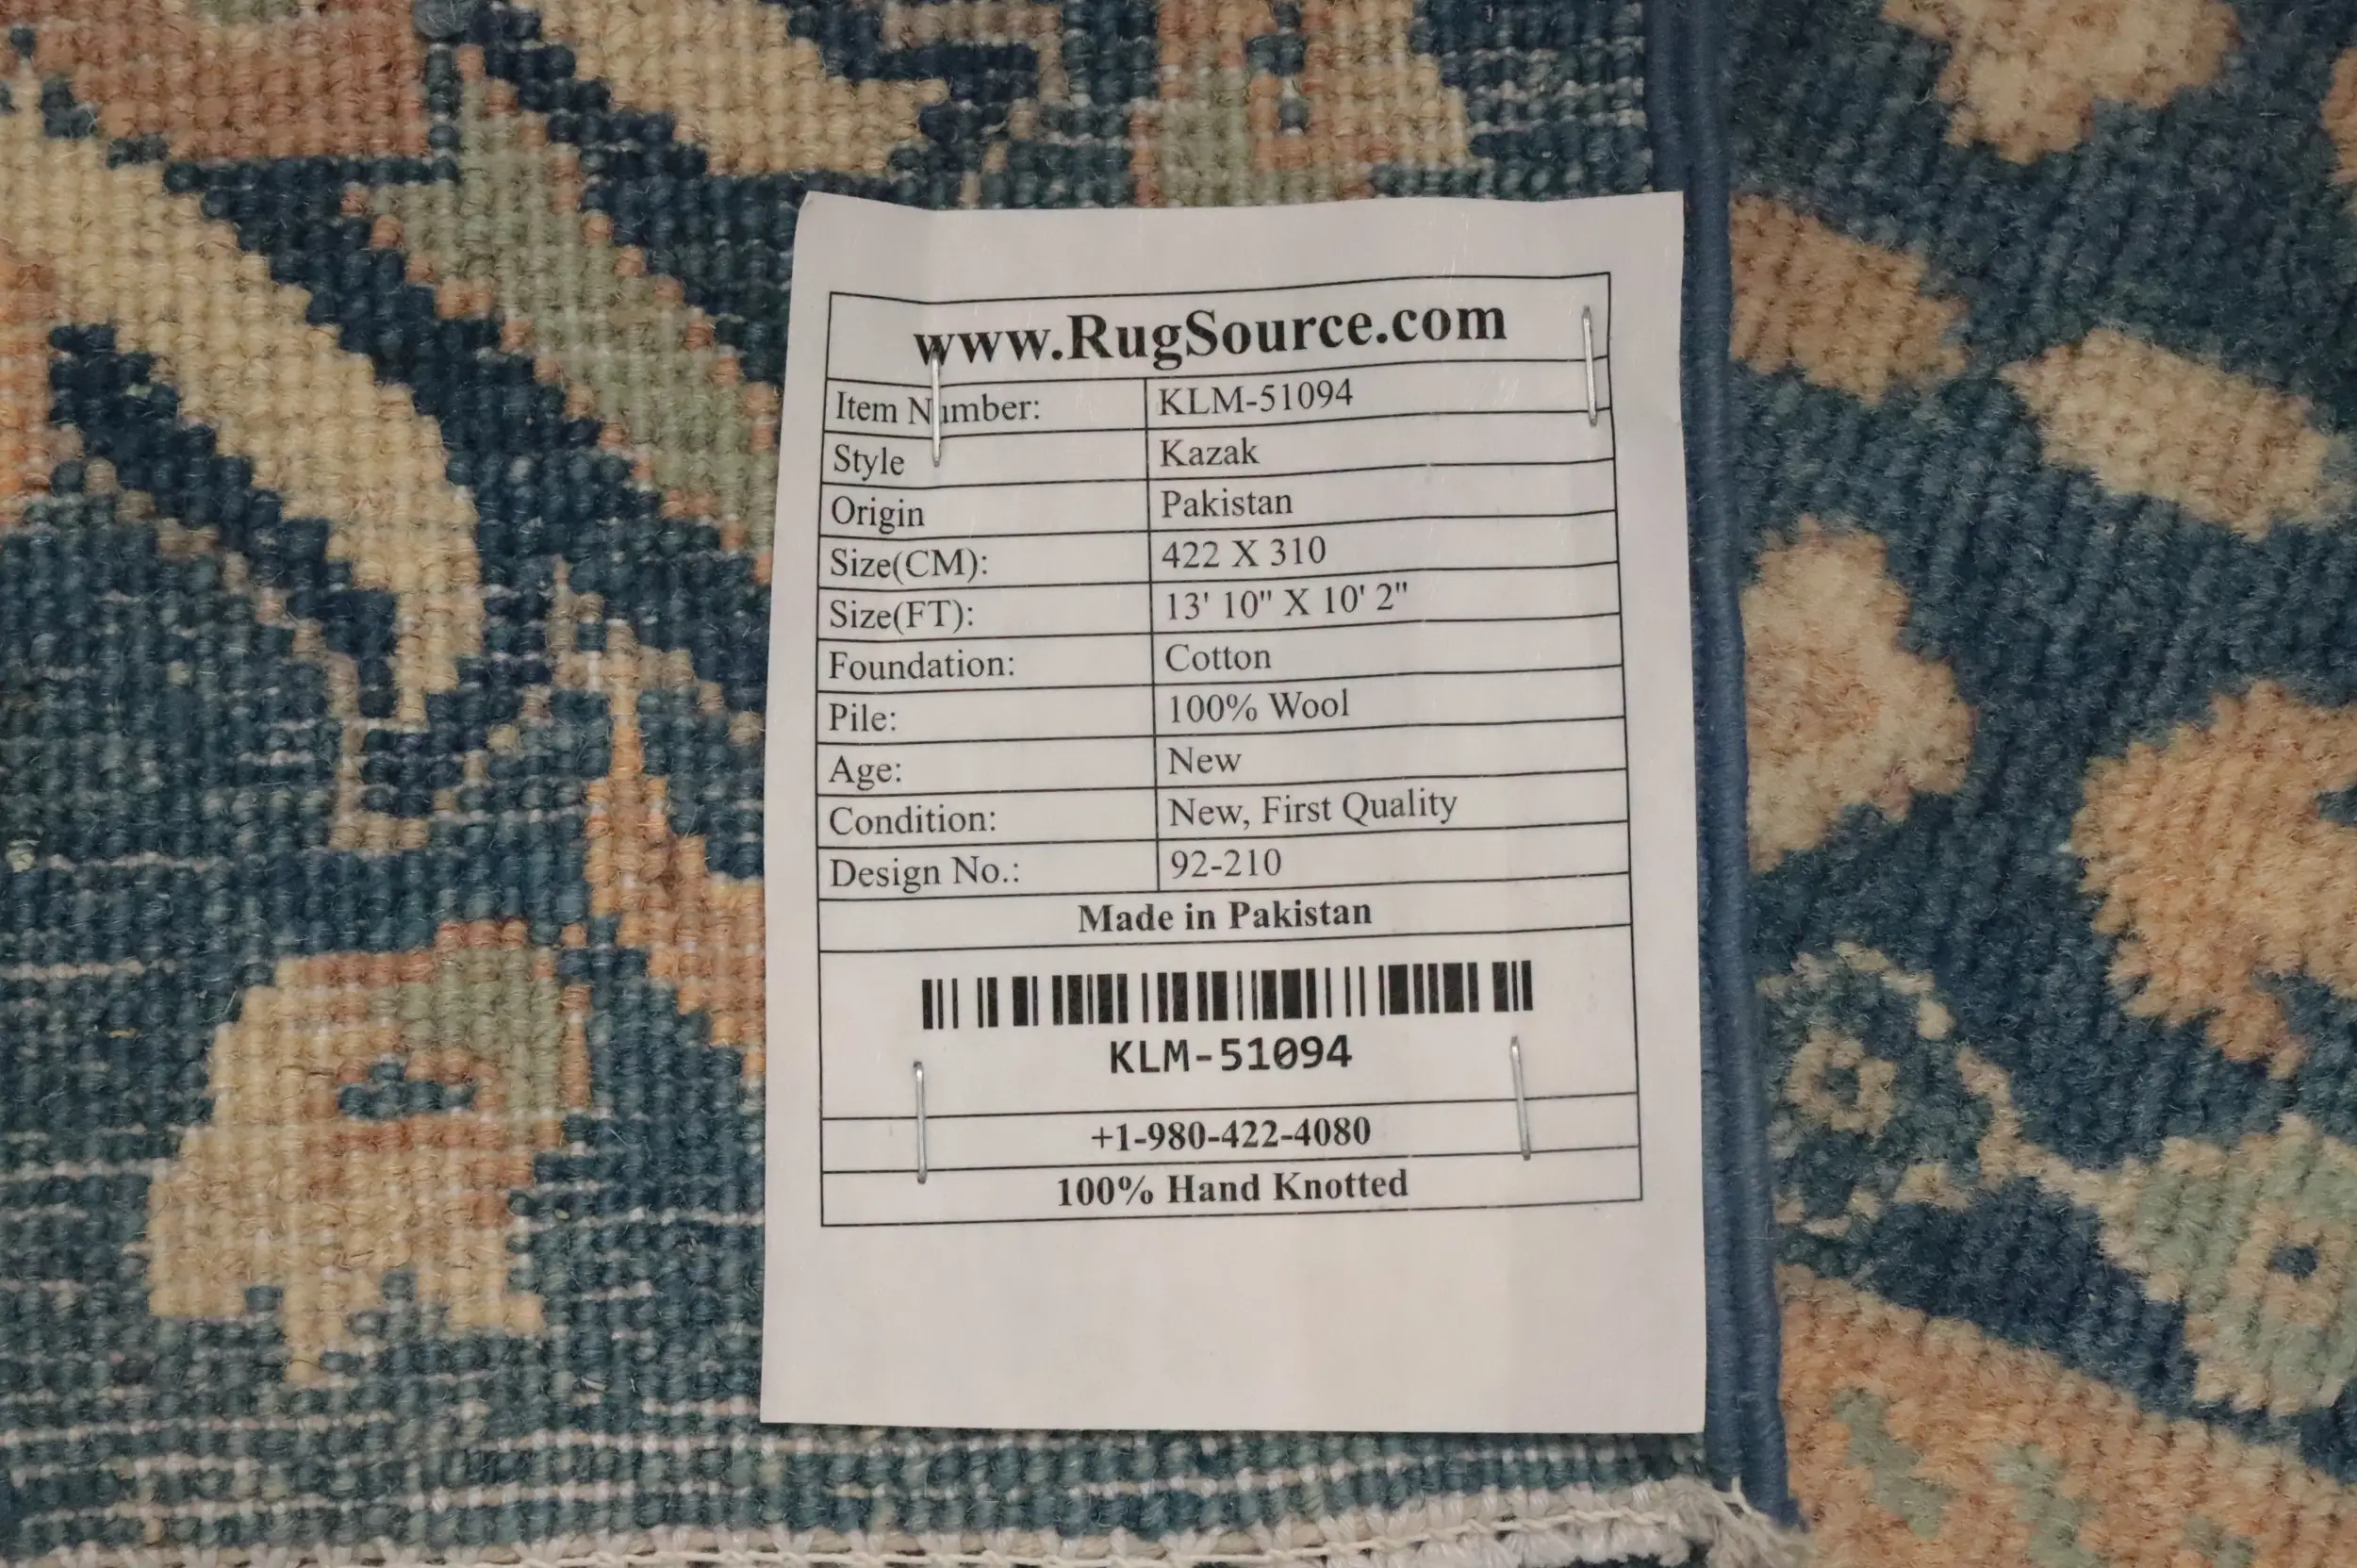 www.RugSource.com
Item Number: KLM-51094
Style Kazak
Origin Pakistan
Size(CM): 422 X 310
Size(FT): 13' 10" X 10' 2"
Foundation: Cotton
Pile: 100% Wool
Age: New
Condition: New, First Quality
Design No.: 92-210
Made in Pakistan
KLM-51094
+1-980-422-4080
100% Hand Knotted